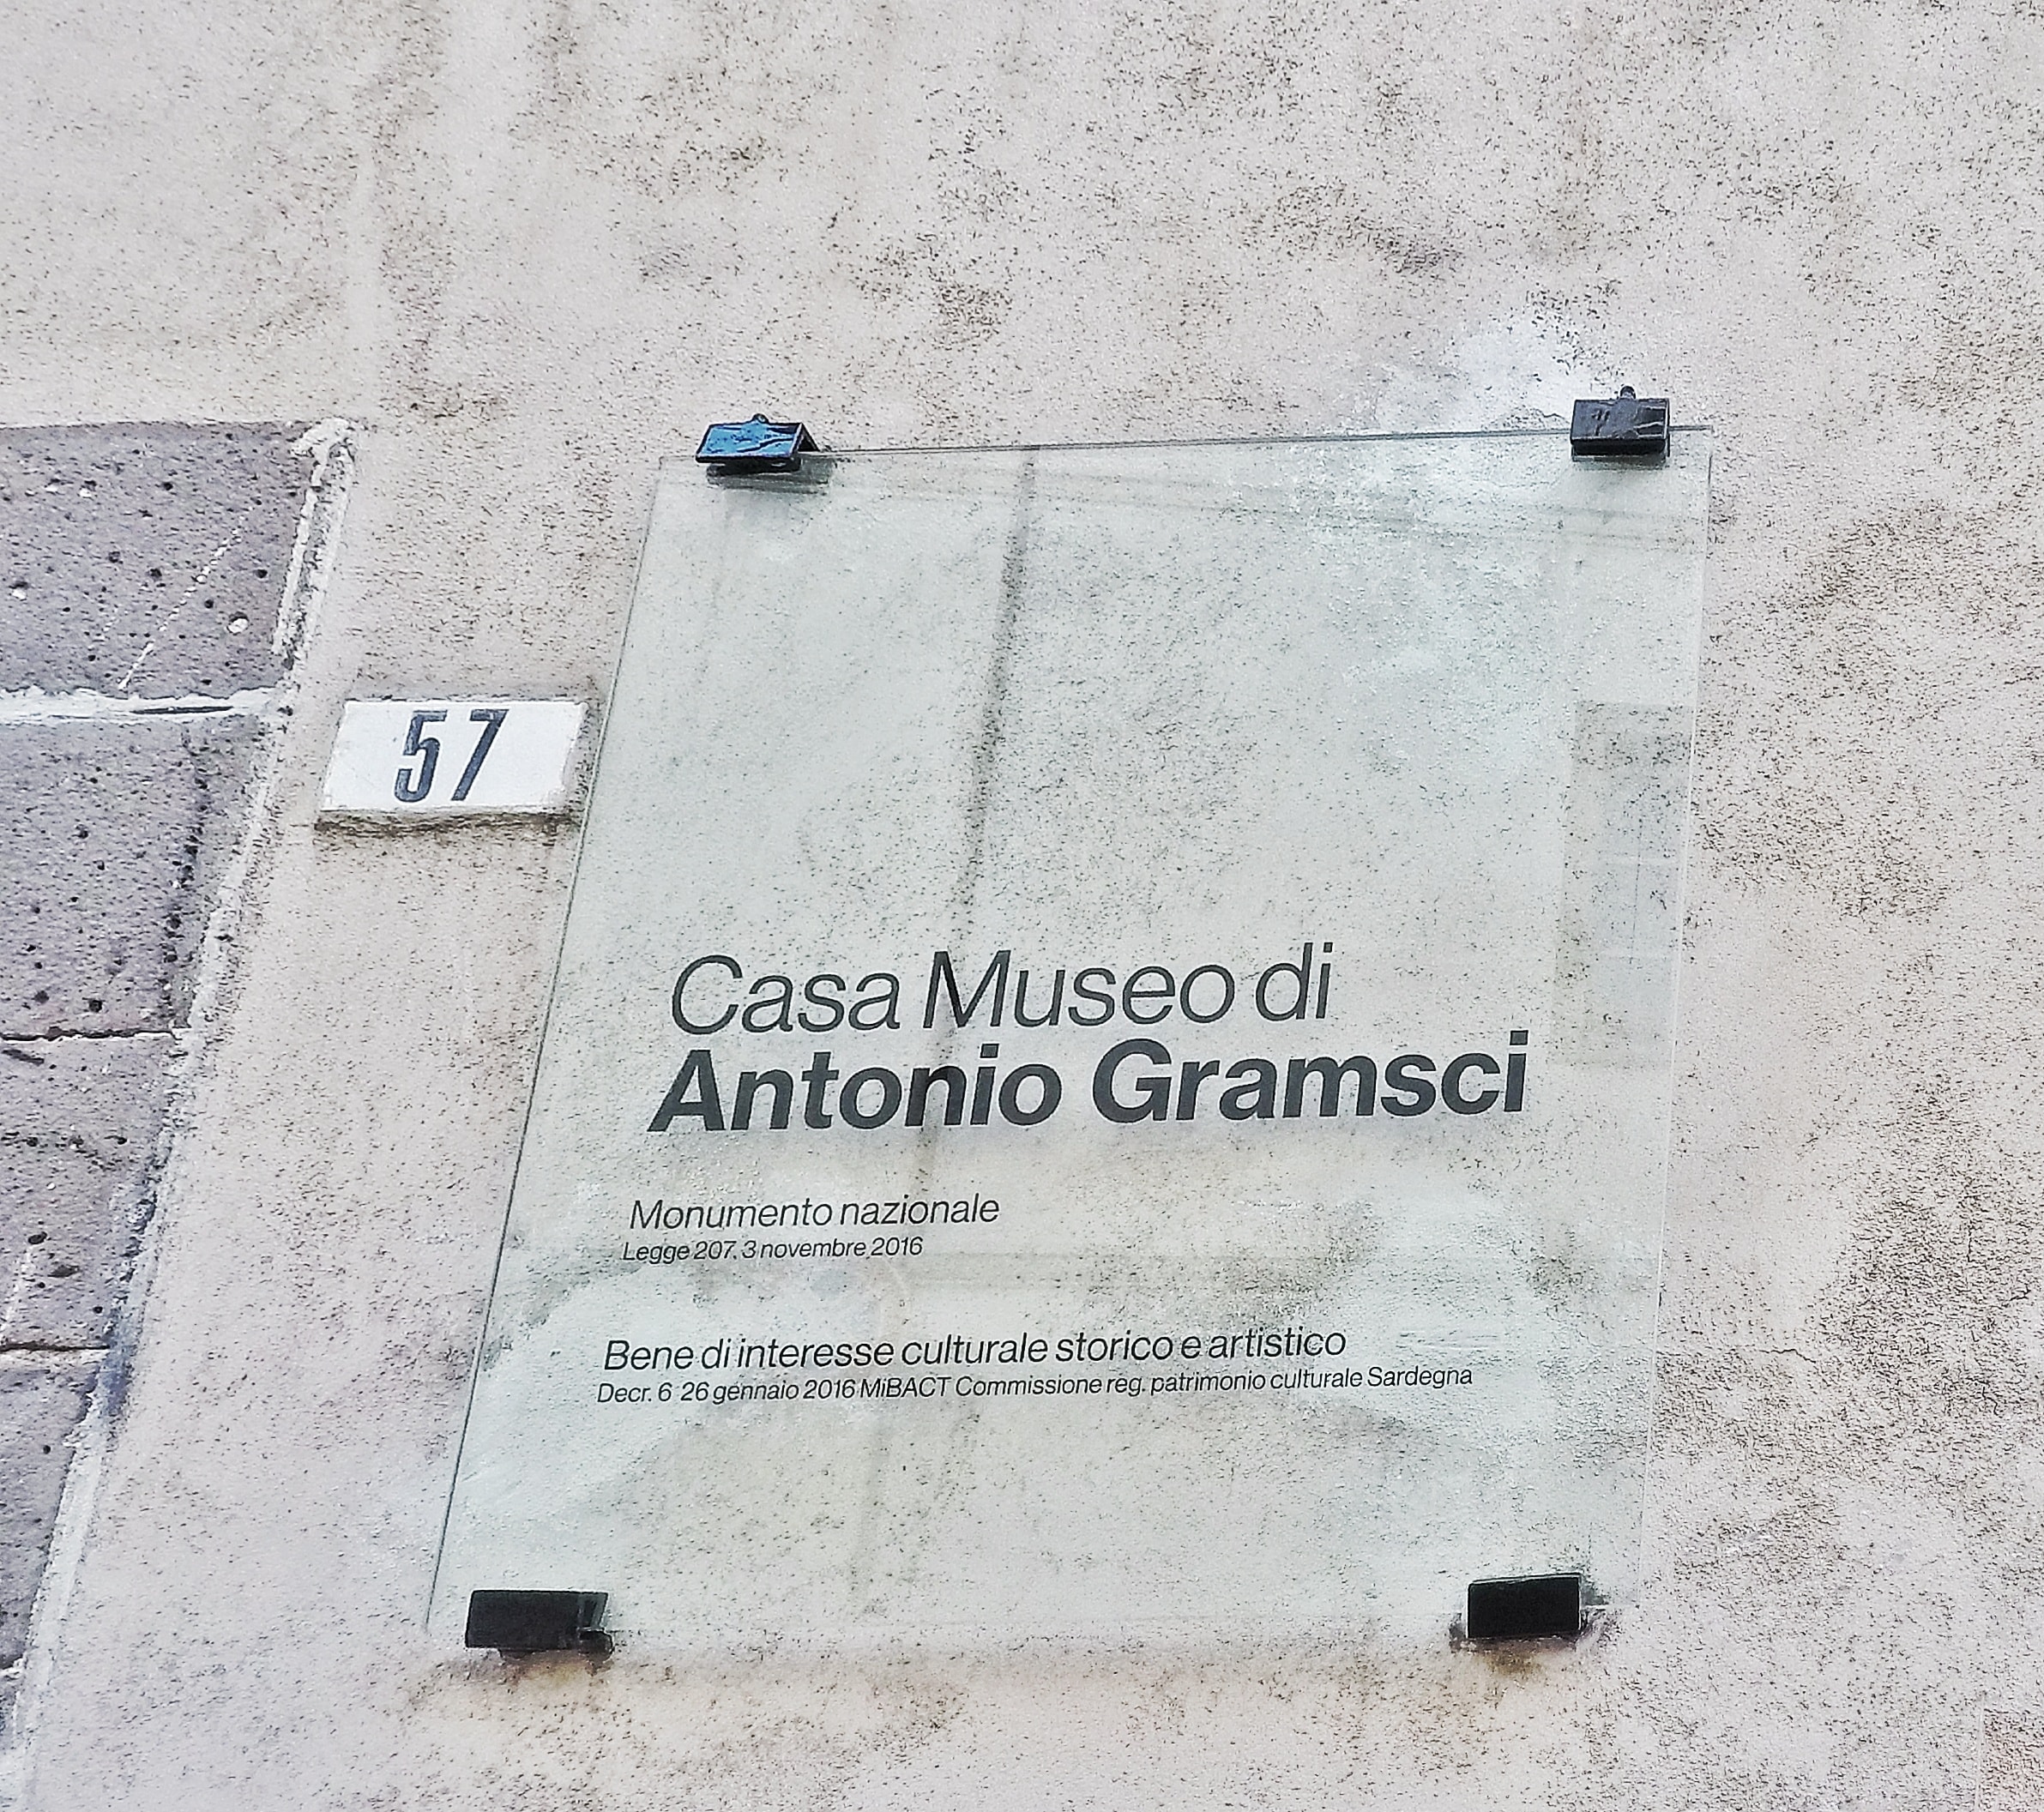 57
Casa Museo di
Antonio Gramsci
Monumento nazionale
Legge 207, 3 novembre 2016
Bene di interesse culturale storico e artistico
Decr. 6 26 gennaio 2016 MiBACT Commissione reg. patrimonio culturale Sardegna